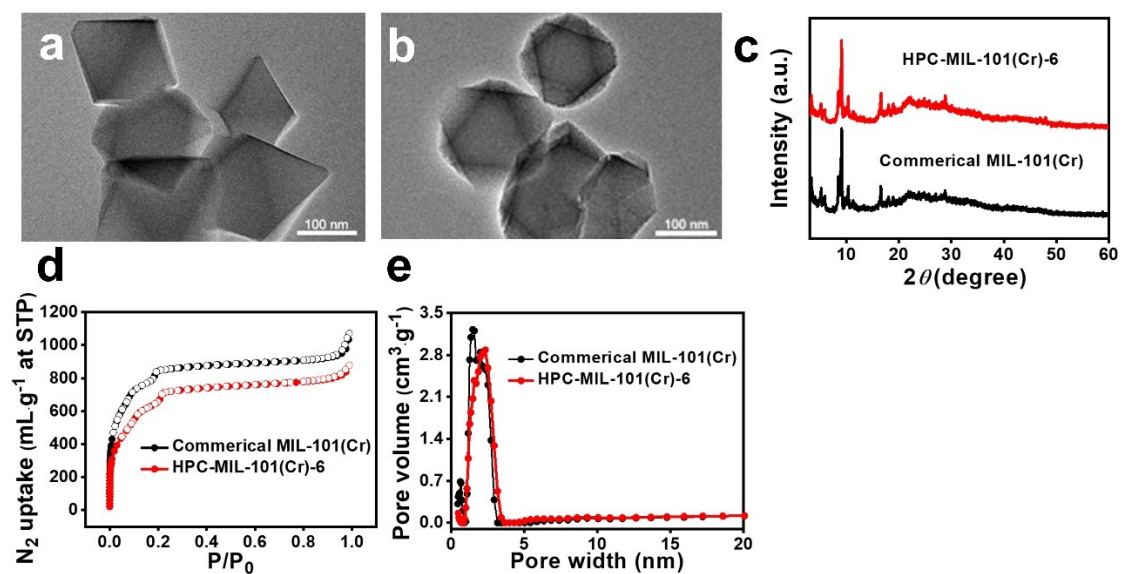 a
100 nm
b
100 nm
c
Intensity (a.u.)
HPC-MIL-101(Cr)-6
Commerical MIL-101(Cr)
10 20 30 40 50 60
2θ(degree)
d
N2 uptake (mL·g-1 at STP)
1200
1000
800
600
400
200
0
Commerical MIL-101(Cr)
HPC-MIL-101(Cr)-6
0.0 0.2 0.4 0.6 0.8 1.0
P/P0
e
Pore volume (cm3·g-1)
3.5
2.8
2.1
1.4
0.7
0.0
Commerical MIL-101(Cr)
HPC-MIL-101(Cr)-6
0 5 10 15 20
Pore width (nm)